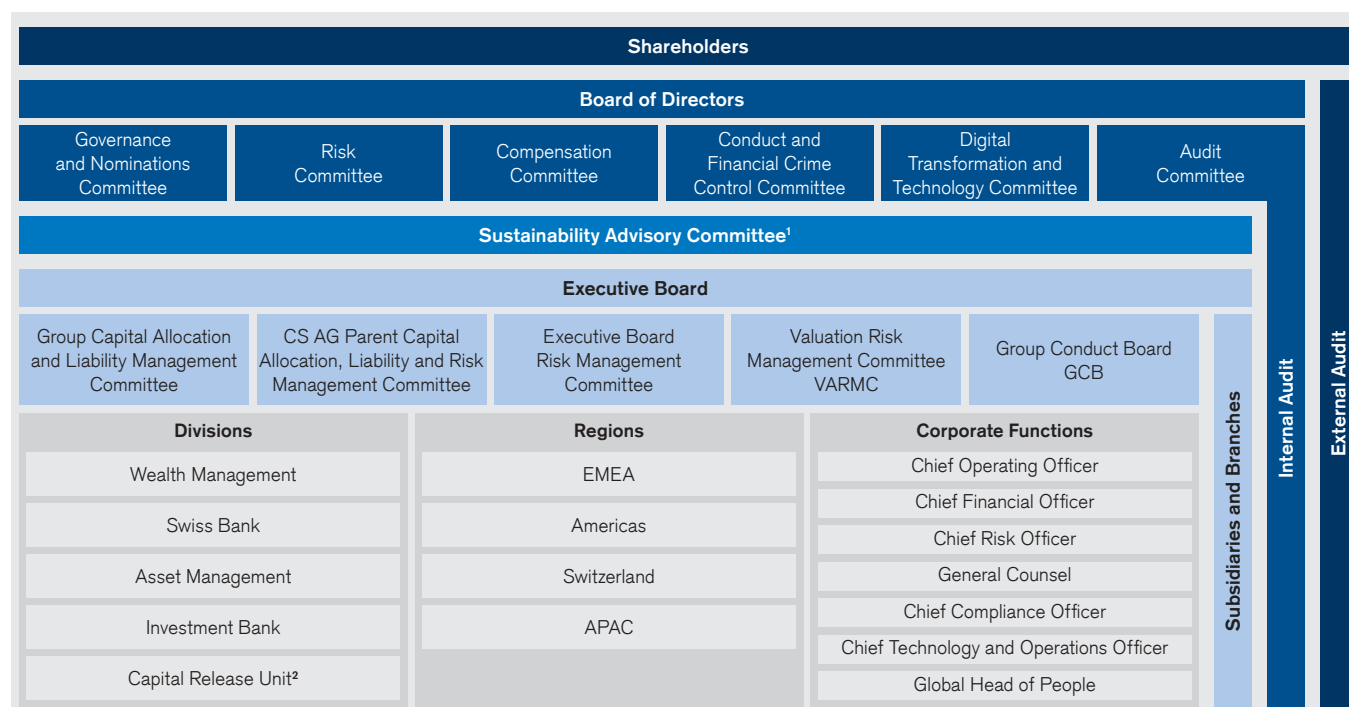 Shareholders
Board of Directors
Governance
and Nominations
Committee
Risk
Committee
Compensation
Committee
Conduct and
Financial Crime
Control Committee
Digital
Transformation and
Technology Committee
Audit
Committee
Sustainability Advisory Committee¹
Executive Board
Group Capital Allocation
and Liability Management
Committee
CS AG Parent Capital
Allocation, Liability and Risk
Management Committee
Executive Board
Risk Management
Committee
Valuation Risk
Management Committee
VARMC
Group Conduct Board
GCB
Divisions
Wealth Management
Swiss Bank
Asset Management
Investment Bank
Capital Release Unit²
Regions
EMEA
Americas
Switzerland
APAC
Corporate Functions
Chief Operating Officer
Chief Financial Officer
Chief Risk Officer
General Counsel
Chief Compliance Officer
Chief Technology and Operations Officer
Global Head of People
Subsidiaries and Branches
Internal Audit
External Audit